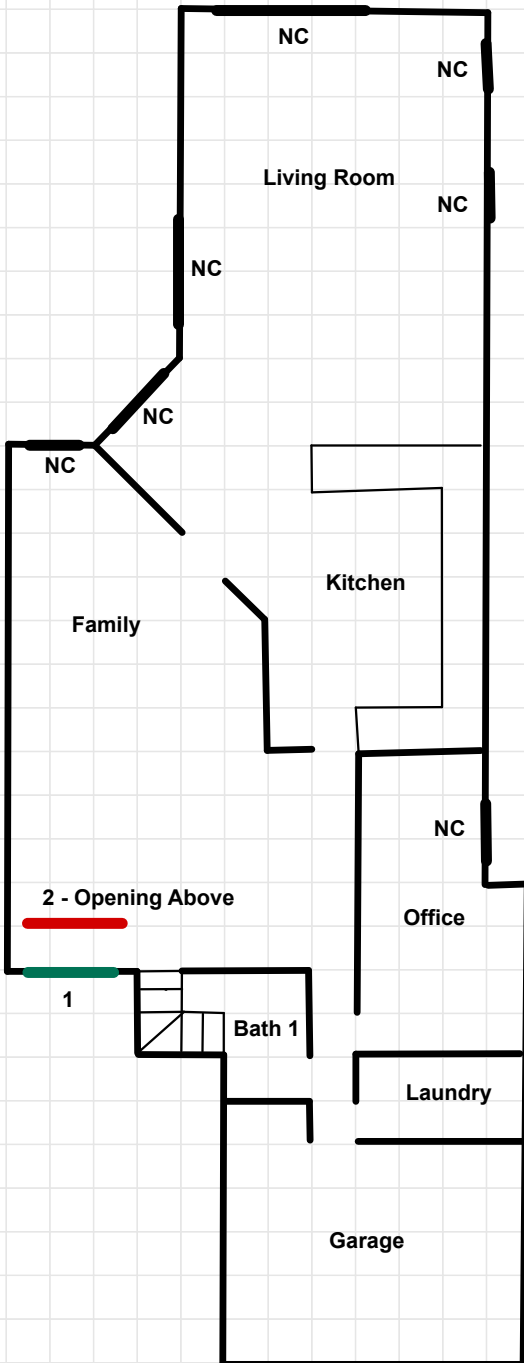 NC
NC
Living Room
NC
NC
NC
NC
Kitchen
Family
NC
2 - Opening Above
Office
1
Bath 1
Laundry
Garage